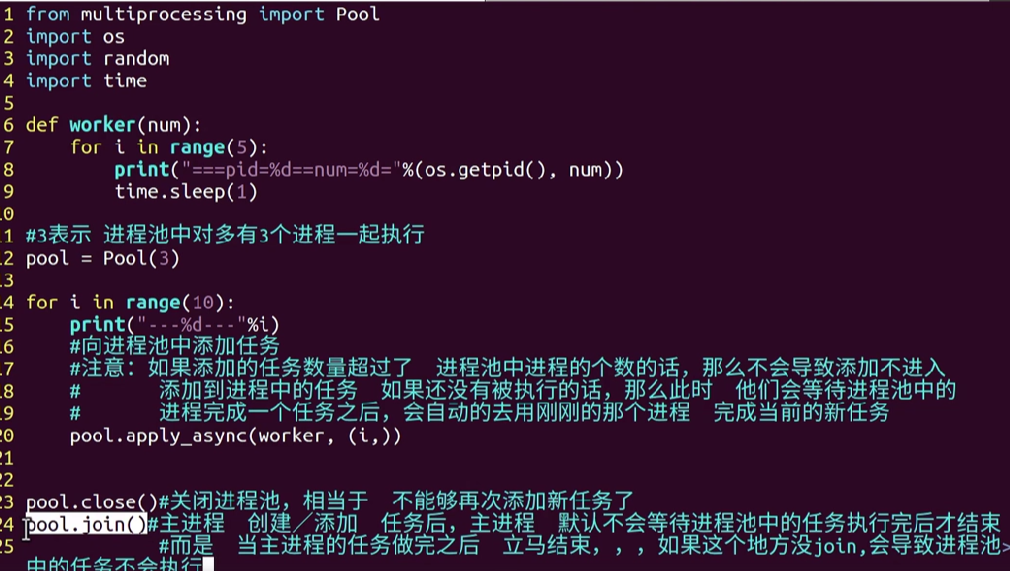 1 from multiprocessing import Pool
2 import os
3 import random
4 import time
5
6 def worker(num):
7     for i in range(5):
8         print("===pid=%d==num=%d="%(os.getpid(), num))
9         time.sleep(1)
10
11 #3表示 进程池中对多有3个进程一起执行
12 pool = Pool(3)
13
14 for i in range(10):
15     print("---%d---"%i)
16     #向进程池中添加任务
17     #注意：如果添加的任务数量超过了 进程池中进程的个数的话，那么不会导致添加不进入
18     #       添加到进程中的任务 如果还没有被执行的话，那么此时 他们会等待进程池中的
19     #       进程完成一个任务之后，会自动的去用刚刚的那个进程 完成当前的新任务
20     pool.apply_async(worker, (i,))
21
22
23 pool.close()#关闭进程池，相当于 不能够再次添加新任务了
24 pool.join()#主进程 创建/添加 任务后，主进程 默认不会等待进程池中的任务执行完后才结束
25            #而是 当主进程的任务做完之后 立马结束，，，如果这个地方没join,会导致进程池>
中的任务不会执行